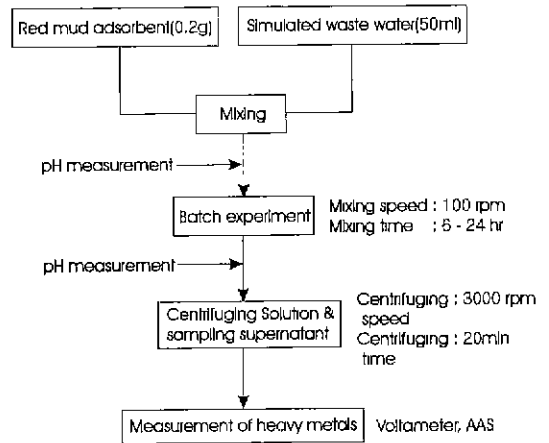 Red mud adsorbent(0.2g)
Simulated waste water(50ml)
Mixing
pH measurement
Batch experiment
Mixing speed : 100 rpm
Mixing time : 6 - 24 hr
pH measurement
Centrifuging Solution &
sampling supernatant
Centrifuging : 3000 rpm
speed
Centrifuging : 20min
time
Measurement of heavy metals
Voltameter, AAS